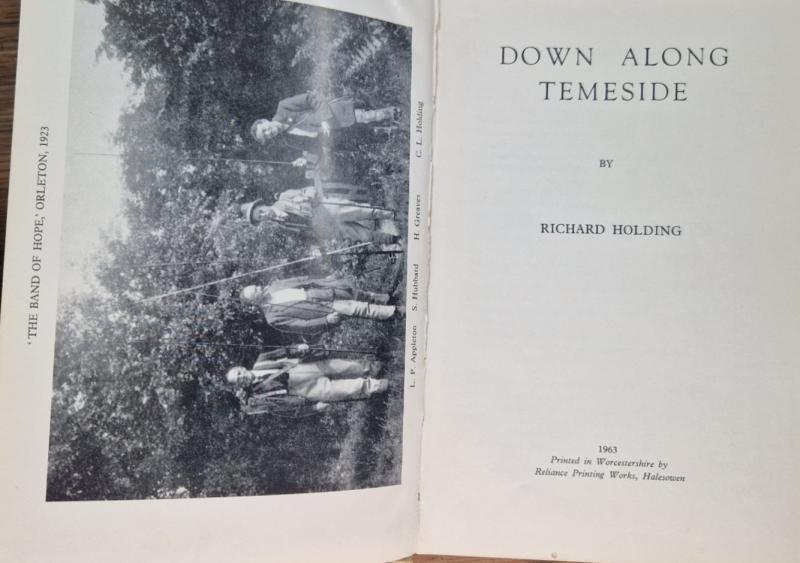 'THE BAND OF HOPE,' ORLETON, 1923
L. P. Appleton S. Hubbard H. Greaves C. L. Holding
DOWN ALONG
TEMESIDE
BY
RICHARD HOLDING
1963
Printed in Worcestershire by
Reliance Printing Works, Halesowen